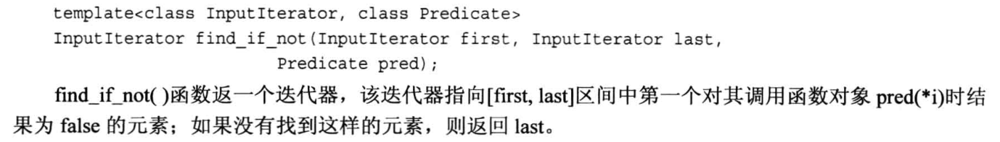 template<class InputIterator, class Predicate>
InputIterator find_if_not(InputIterator first, InputIterator last,
Predicate pred);
find_if_not( )函数返一个迭代器，该迭代器指向[first, last]区间中第一个对其调用函数对象 pred(*i)时结
果为 false 的元素；如果没有找到这样的元素，则返回 last。